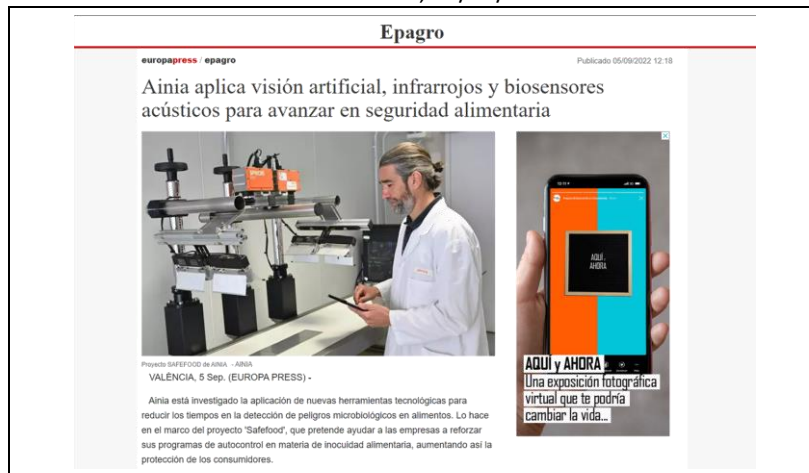 Epagro
europapress / epagro
Publicado 05/09/2022 12:18
Ainia aplica visión artificial, infrarrojos y biosensores
acústicos para avanzar en seguridad alimentaria
Proyecto SAFEFOOD de AINIA. - AINIA
VALÈNCIA, 5 Sep. (EUROPA PRESS) -
Ainia está investigado la aplicación de nuevas herramientas tecnológicas para
reducir los tiempos en la detección de peligros microbiológicos en alimentos. Lo hace
en el marco del proyecto 'Safefood', que pretende ayudar a las empresas a reforzar
sus programas de autocontrol en materia de inocuidad alimentaria, aumentando así la
protección de los consumidores.
AQUÍ y
AHORA
AQUÍ y AHORA
Una exposición fotográfica
virtual que te podría
cambiar la vida...